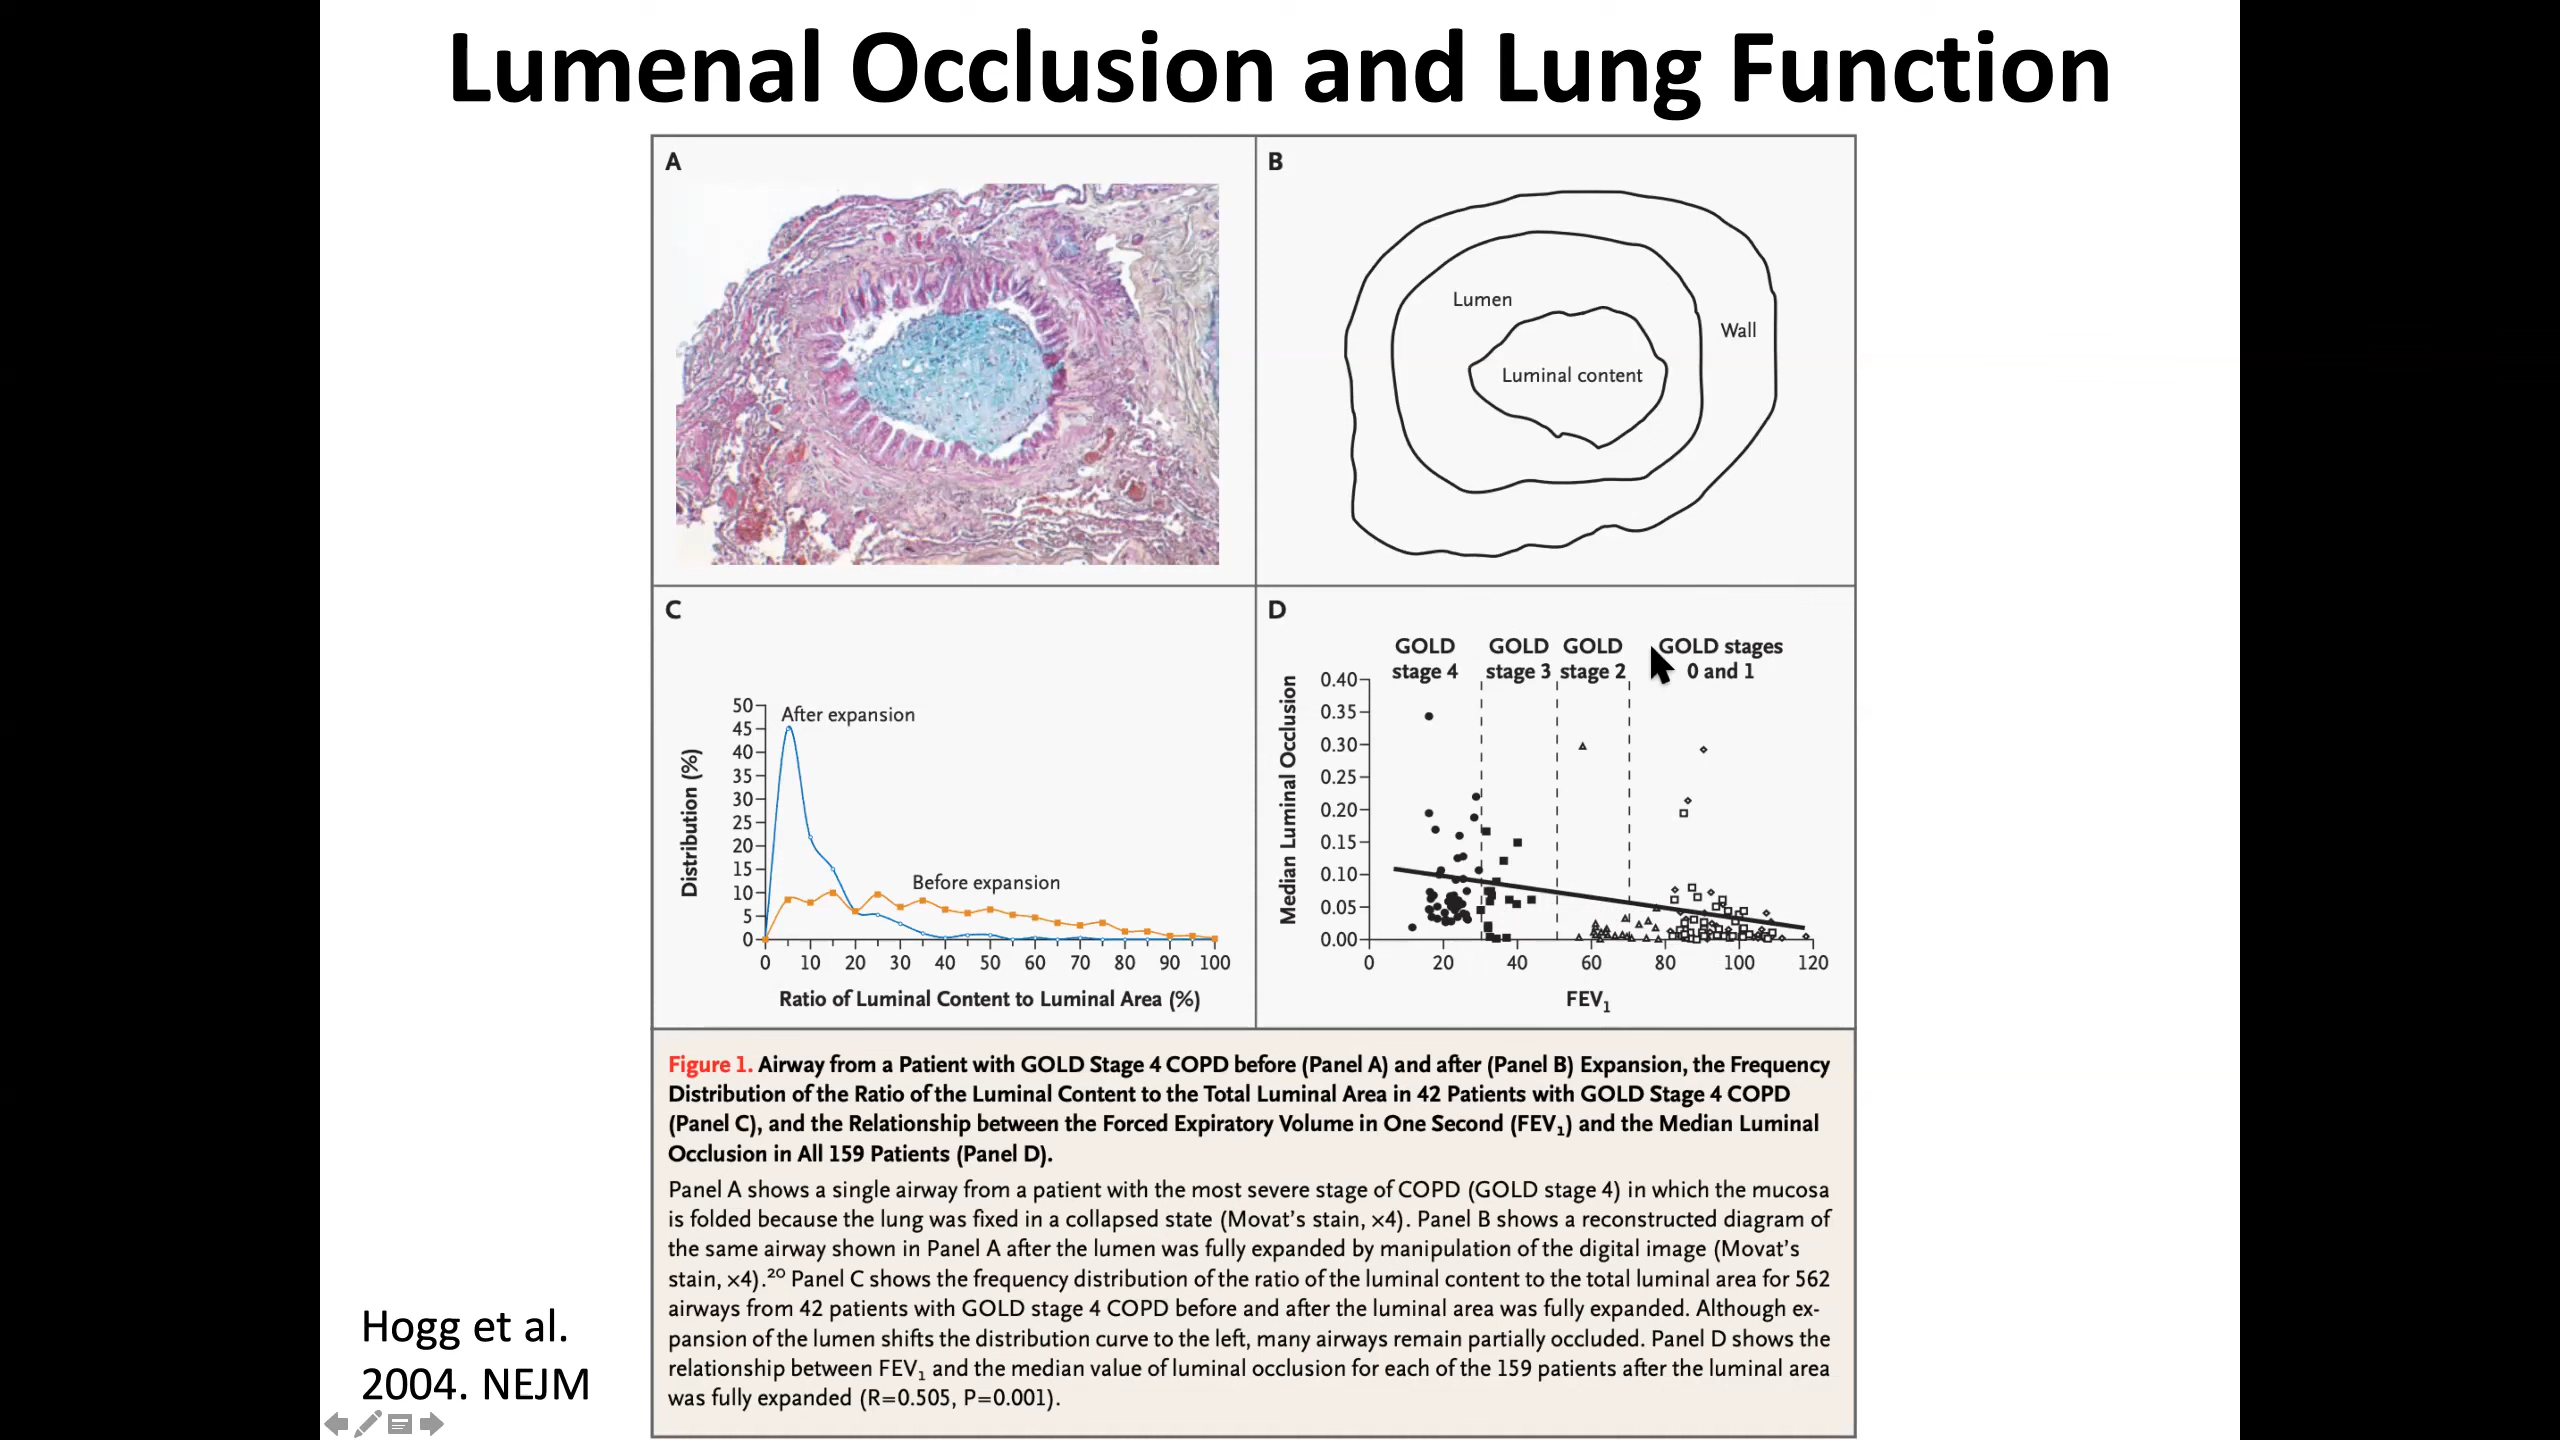 Lumenal Occlusion and Lung Function
A
B
Lumen
Wall
Luminal content
C
50
45
40
35
30
25
20
15
10
5
0
Distribution (%)
After expansion
Before expansion
0 10 20 30 40 50 60 70 80 90 100
Ratio of Luminal Content to Luminal Area (%)
D
GOLD stage 4
GOLD stage 3
GOLD stage 2
GOLD stages 0 and 1
0.40
0.35
0.30
0.25
0.20
0.15
0.10
0.05
0.00
Median Luminal Occlusion
0 20 40 60 80 100 120
FEV₁
Figure 1. Airway from a Patient with GOLD Stage 4 COPD before (Panel A) and after (Panel B) Expansion, the Frequency
Distribution of the Ratio of the Luminal Content to the Total Luminal Area in 42 Patients with GOLD Stage 4 COPD
(Panel C), and the Relationship between the Forced Expiratory Volume in One Second (FEV₁) and the Median Luminal
Occlusion in All 159 Patients (Panel D).
Panel A shows a single airway from a patient with the most severe stage of COPD (GOLD stage 4) in which the mucosa
is folded because the lung was fixed in a collapsed state (Movat's stain, ×4). Panel B shows a reconstructed diagram of
the same airway shown in Panel A after the lumen was fully expanded by manipulation of the digital image (Movat's
stain, ×4).²⁰ Panel C shows the frequency distribution of the ratio of the luminal content to the total luminal area for 562
airways from 42 patients with GOLD stage 4 COPD before and after the luminal area was fully expanded. Although ex-
pansion of the lumen shifts the distribution curve to the left, many airways remain partially occluded. Panel D shows the
relationship between FEV₁ and the median value of luminal occlusion for each of the 159 patients after the luminal area
was fully expanded (R=0.505, P=0.001).
Hogg et al.
2004. NEJM